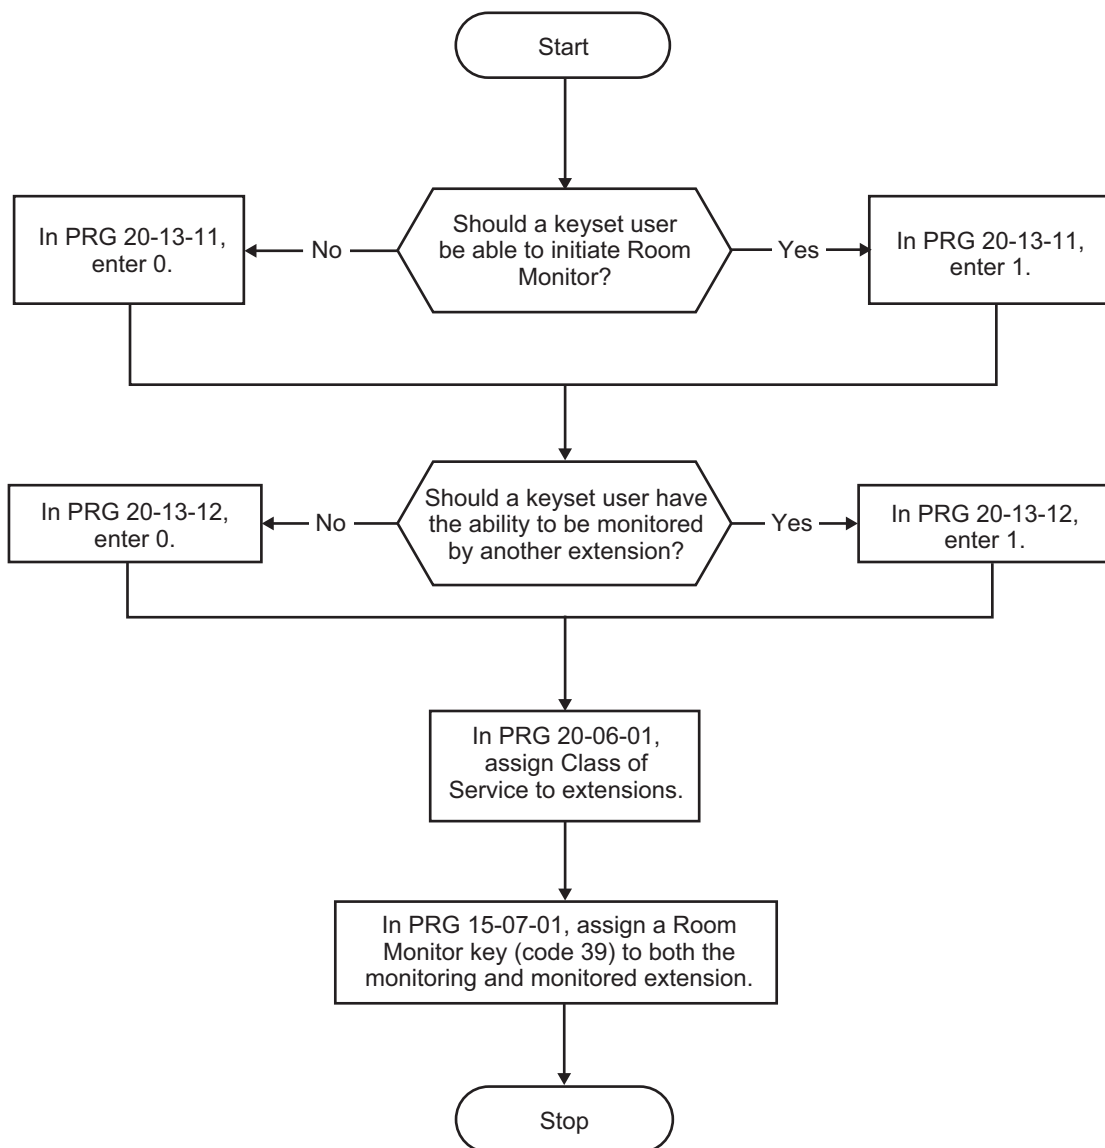 Start
Should a keyset user
be able to initiate Room
Monitor?
No
Yes
In PRG 20-13-11,
enter 0.
In PRG 20-13-11,
enter 1.
Should a keyset user have
the ability to be monitored
by another extension?
No
Yes
In PRG 20-13-12,
enter 0.
In PRG 20-13-12,
enter 1.
In PRG 20-06-01,
assign Class of
Service to extensions.
In PRG 15-07-01, assign a Room
Monitor key (code 39) to both the
monitoring and monitored extension.
Stop